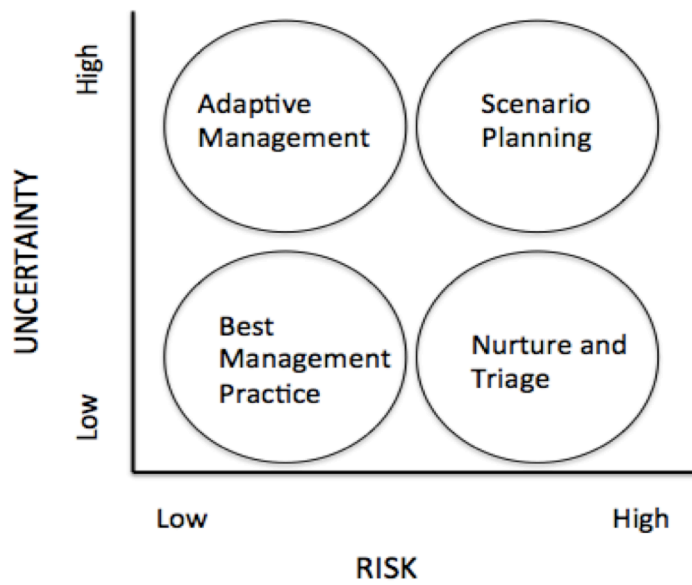 High
Adaptive
Management
Scenario
Planning
UNCERTAINTY
Best
Management
Practice
Nurture and
Triage
Low
Low
High
RISK